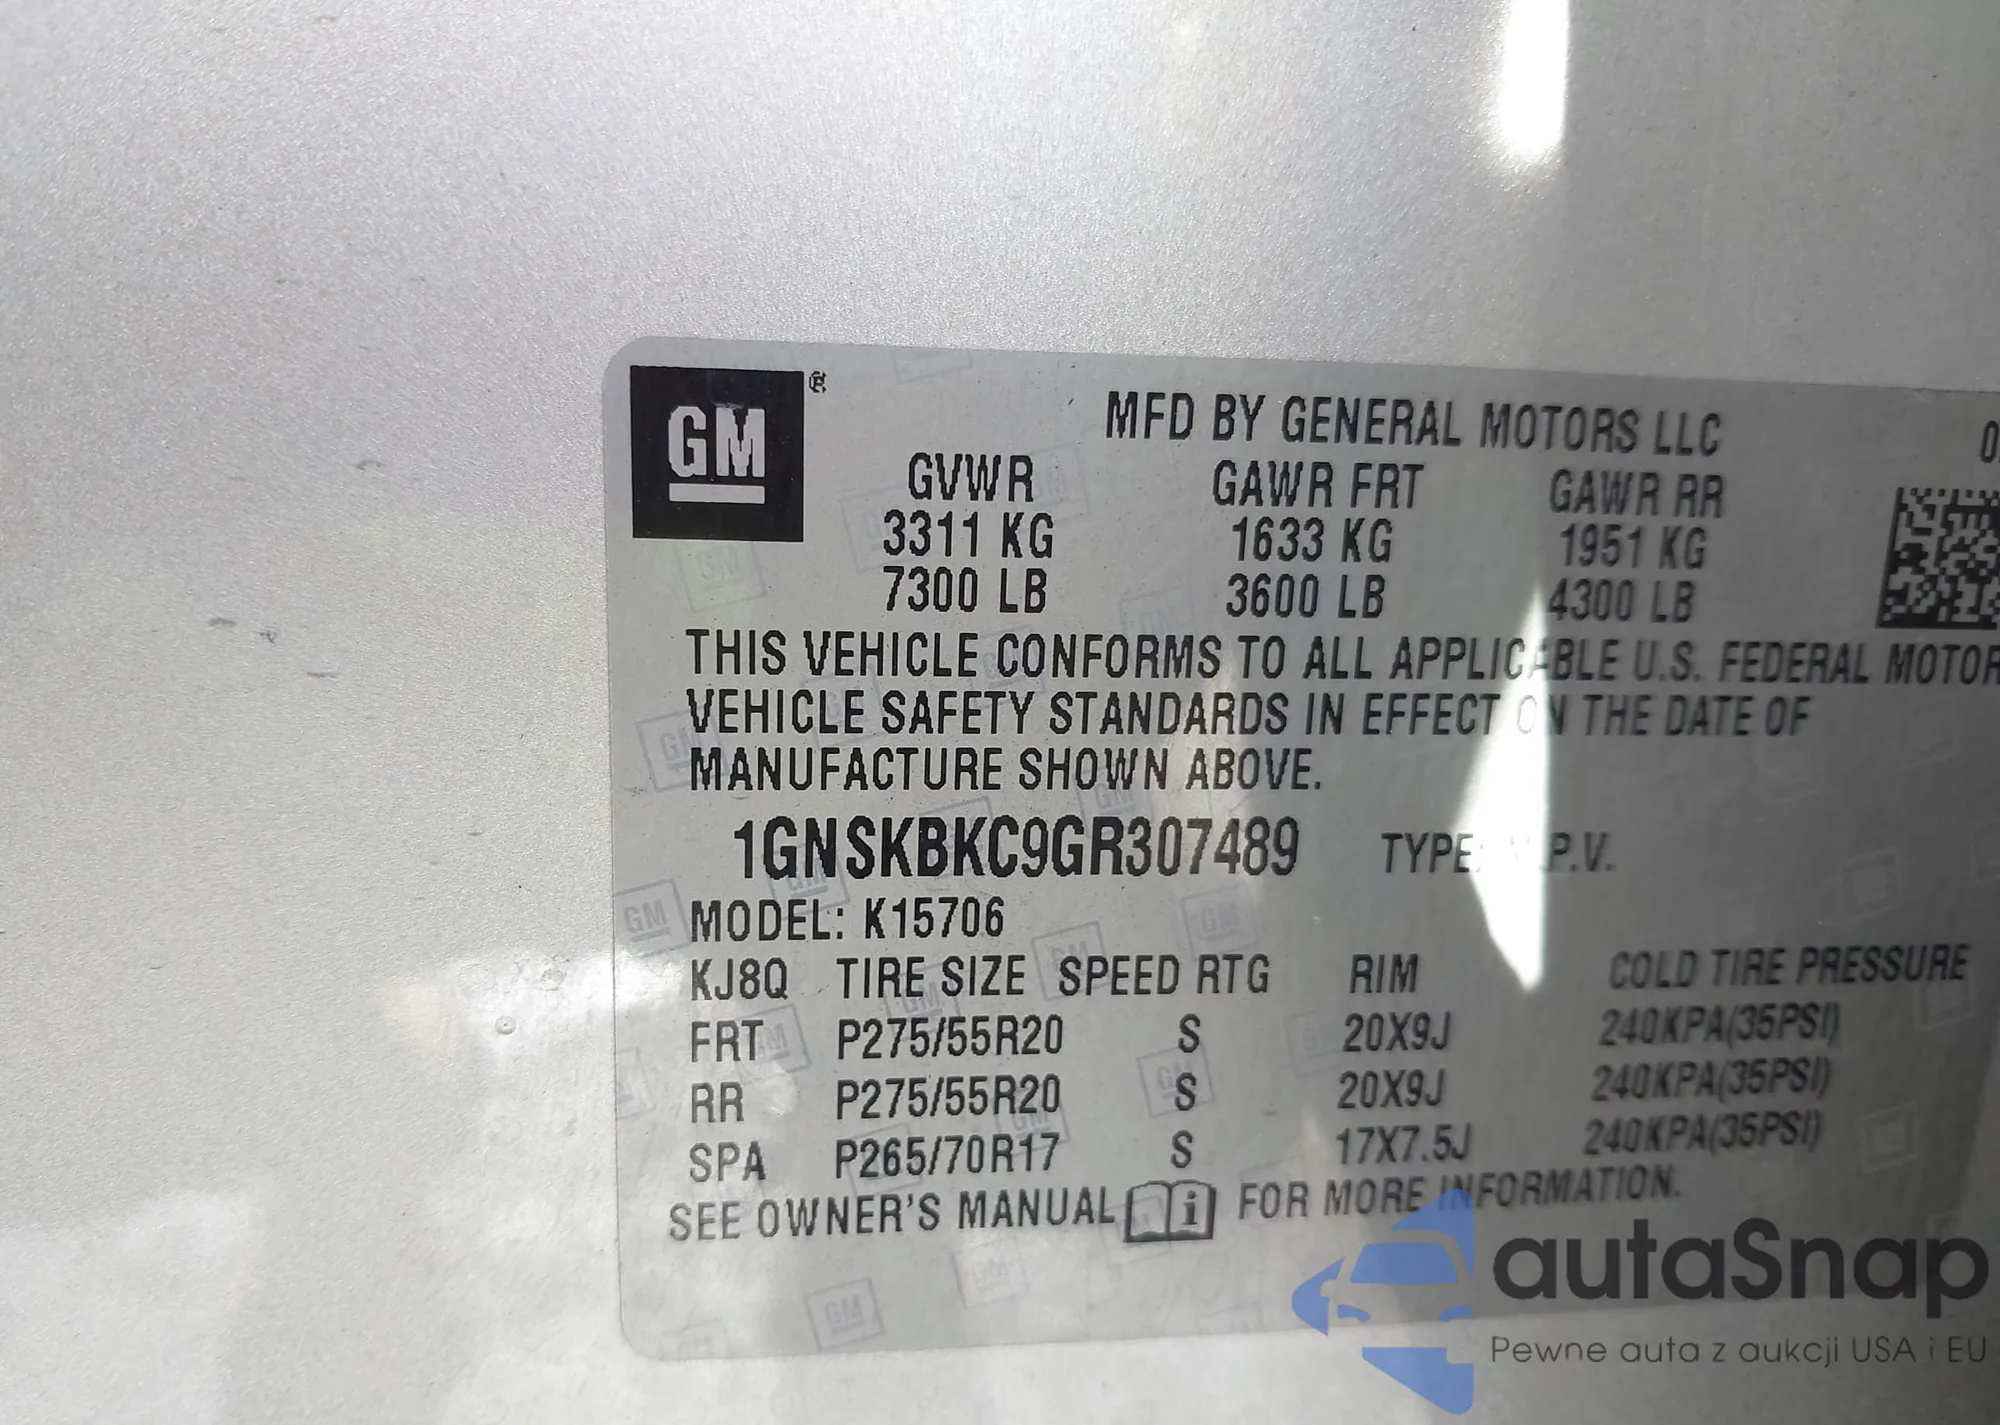 GM ®
MFD BY GENERAL MOTORS LLC
GVWR GAWR FRT GAWR RR
3311 KG 1633 KG 1951 KG
7300 LB 3600 LB 4300 LB
THIS VEHICLE CONFORMS TO ALL APPLICABLE U.S. FEDERAL MOTOR
VEHICLE SAFETY STANDARDS IN EFFECT ON THE DATE OF
MANUFACTURE SHOWN ABOVE.
1GNSKBKC9GR307489 TYPE: M.P.V.
MODEL: K15706
KJ8Q TIRE SIZE SPEED RTG RIM COLD TIRE PRESSURE
FRT P275/55R20 S 20X9J 240KPA(35PSI)
RR P275/55R20 S 20X9J 240KPA(35PSI)
SPA P265/70R17 S 17X7.5J 240KPA(35PSI)
SEE OWNER'S MANUAL i FOR MORE INFORMATION.
autaSnap
Pewne auta z aukcji USA i EU